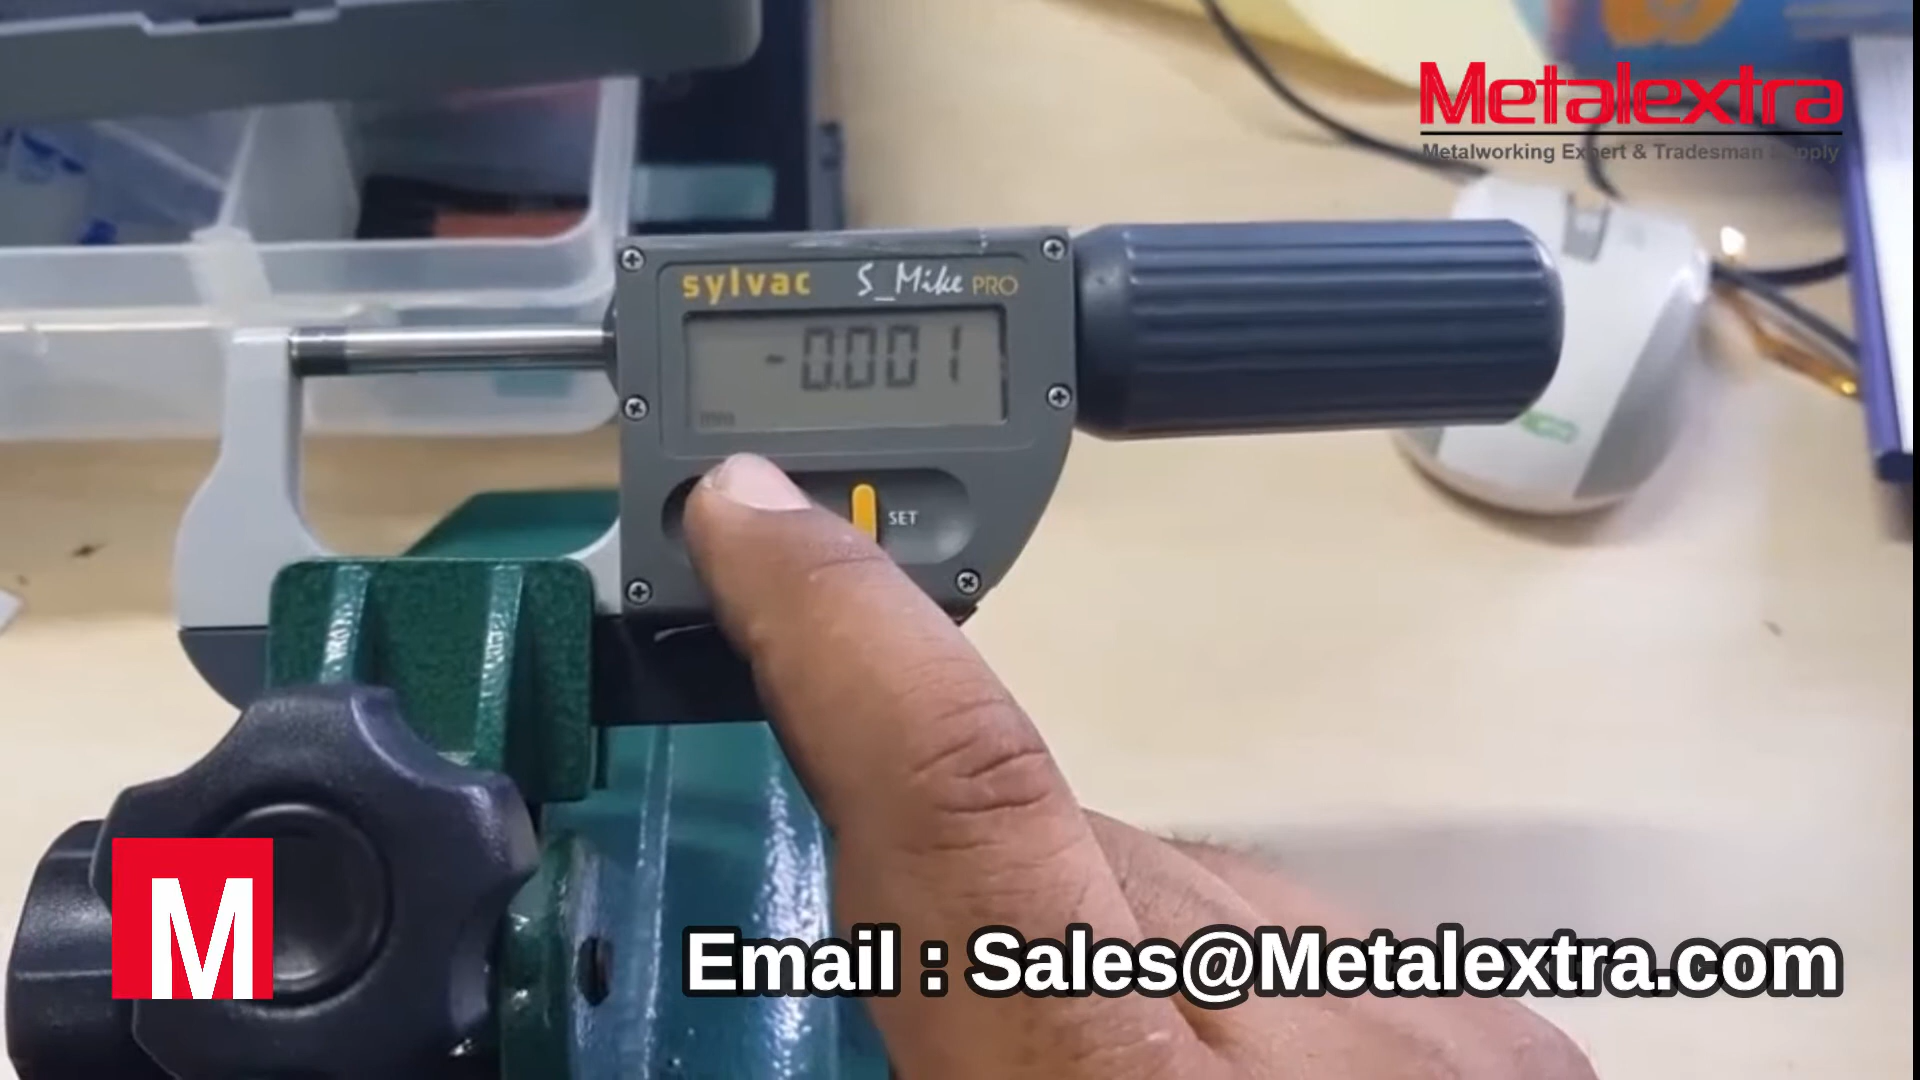 Metalextra
Metalworking Expert & Tradesman Supply
sylvac S_Mike PRO
-0.001
mm
SET
M
Email : Sales@Metalextra.com